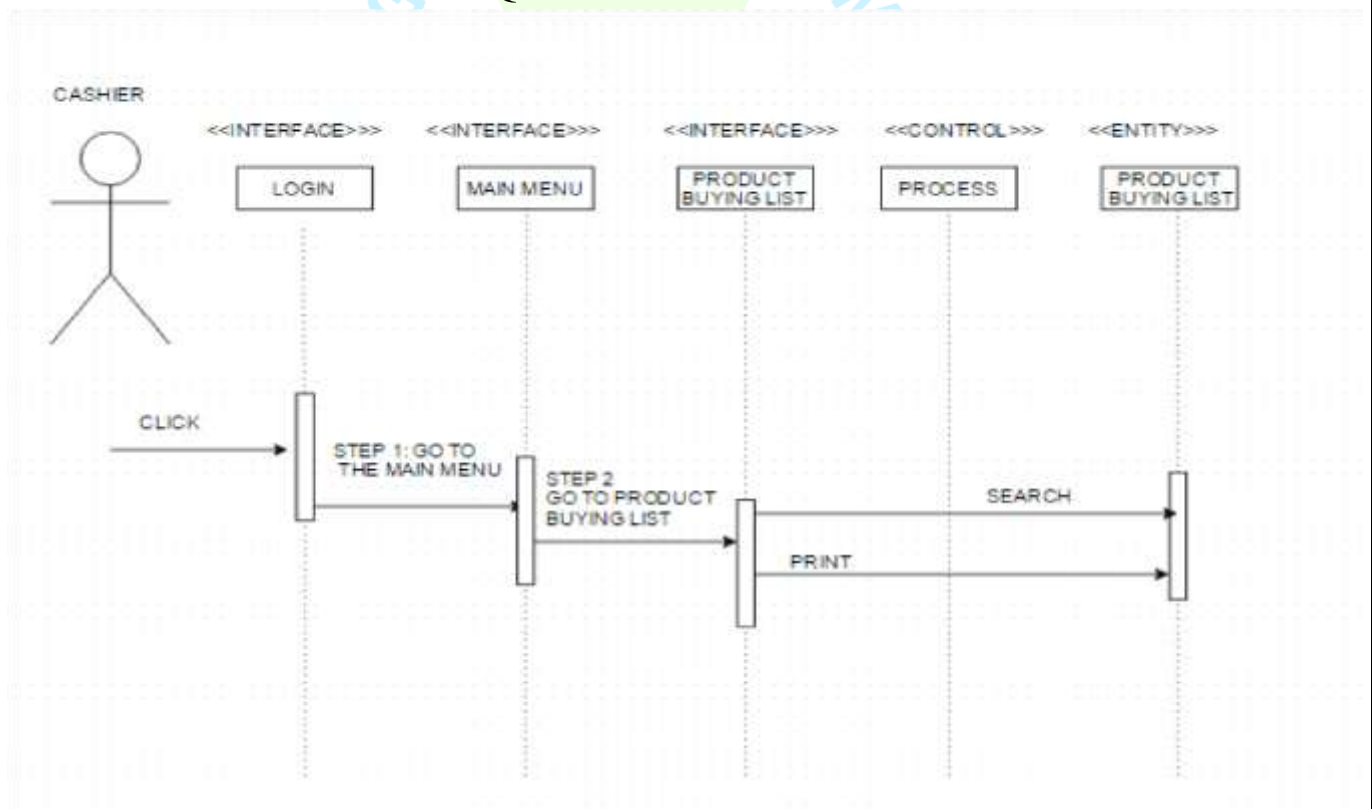 CASHIER
<<INTERFACE>>>
<<INTERFACE>>>
<<INTERFACE>>>
<<CONTROL>>>
<<ENTITY>>>
LOGIN
MAIN MENU
PRODUCT
BUYING LIST
PROCESS
PRODUCT
BUYING LIST
CLICK
STEP 1: GO TO
THE MAIN MENU
STEP 2
GO TO PRODUCT
BUYING LIST
SEARCH
PRINT